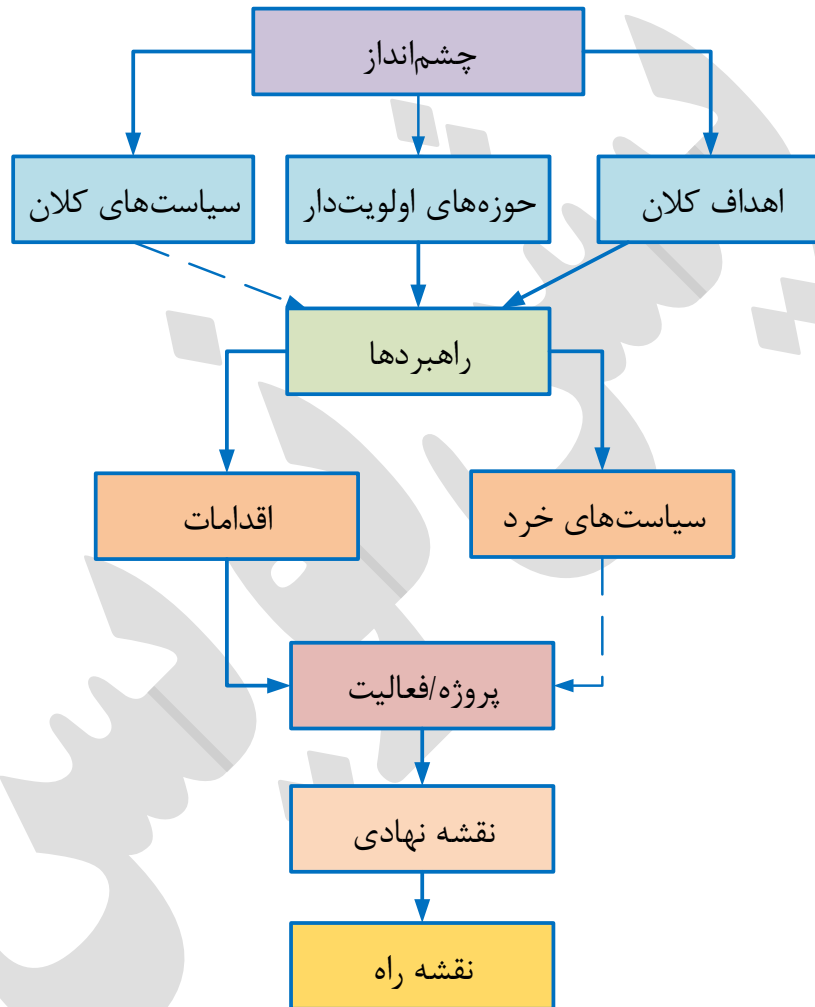 چشم‌انداز
اهداف کلان
حوزه‌های اولویت‌دار
سیاست‌های کلان
راهبردها
سیاست‌های خرد
اقدامات
پروژه/فعالیت
نقشه نهادی
نقشه راه